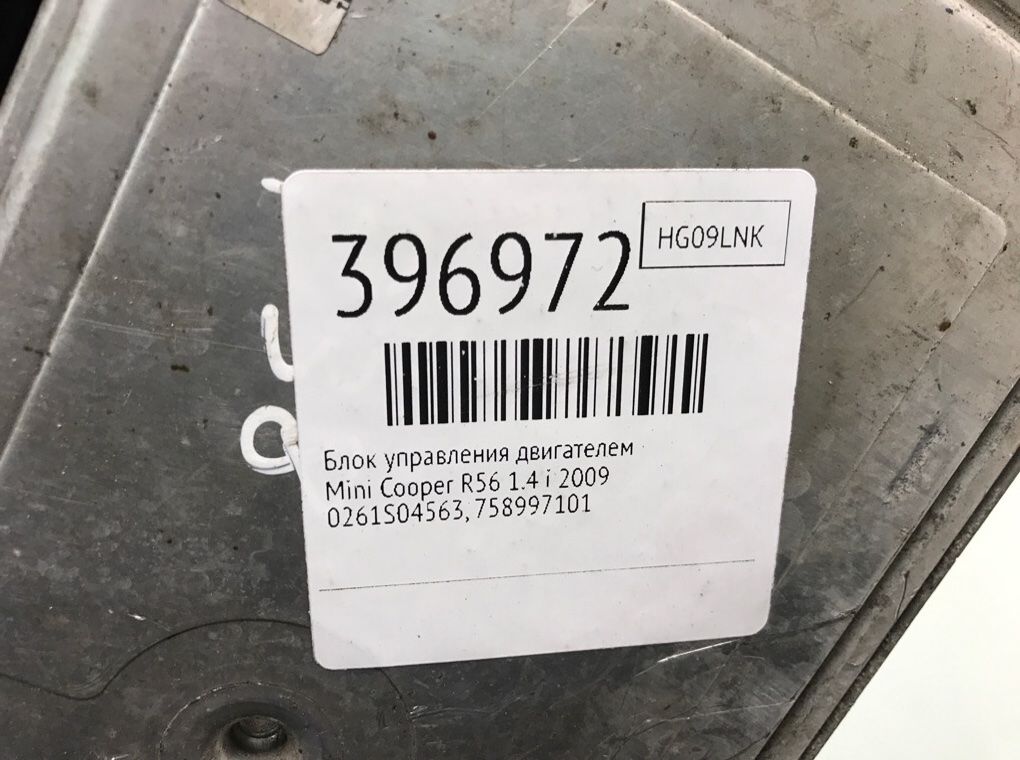 396972
HG09LNK
Блок управления двигателем
Mini Cooper R56 1.4 i 2009
0261S04563, 758997101